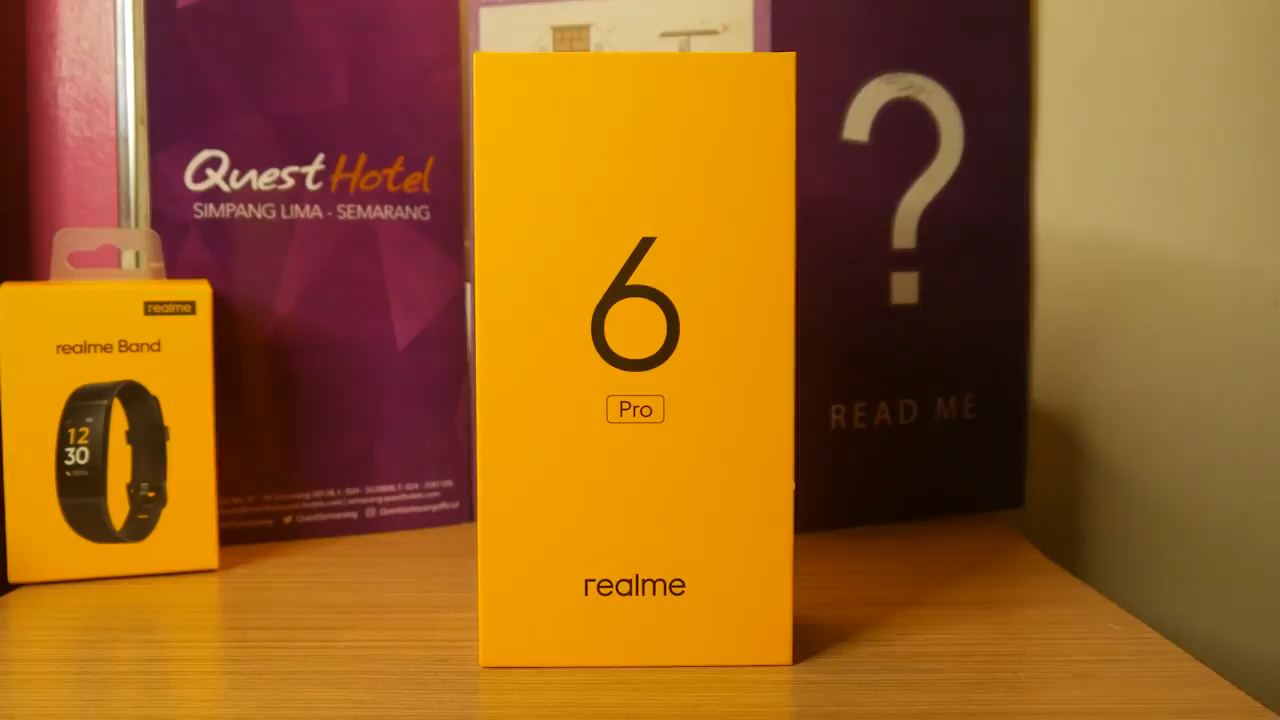 Quest Hotel
SIMPANG LIMA - SEMARANG
realme
realme Band
12
30
6
Pro
realme
?
READ ME